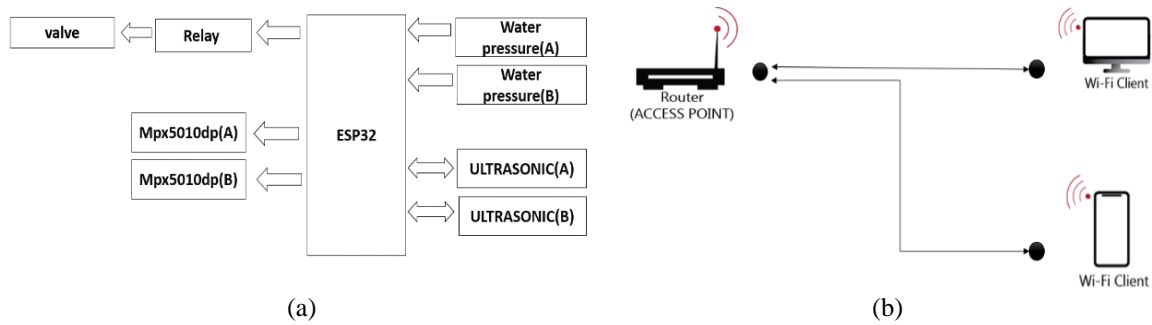 valve
Relay
ESP32
Water
pressure(A)
Water
pressure(B)
Mpx5010dp(A)
Mpx5010dp(B)
ULTRASONIC(A)
ULTRASONIC(B)
(a)
Router
(ACCESS POINT)
Wi-Fi Client
Wi-Fi Client
(b)